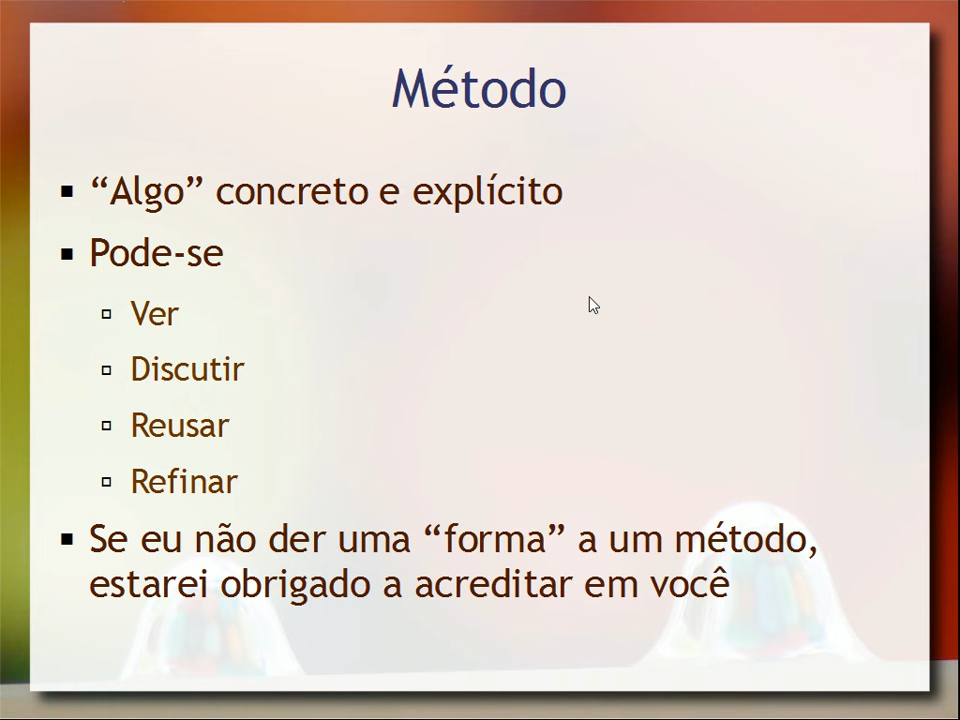 Método
“Algo” concreto e explícito
Pode-se
Ver
Discutir
Reusar
Refinar
Se eu não der uma “forma” a um método,
estarei obrigado a acreditar em você